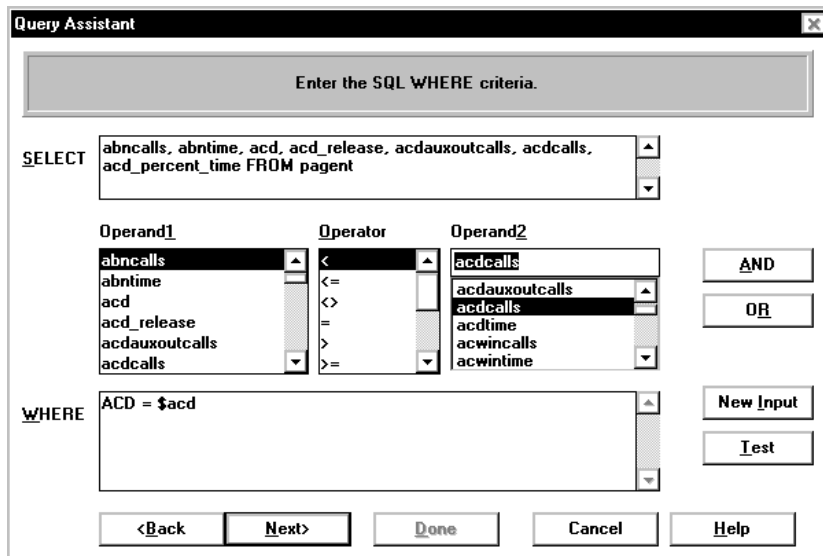 Query Assistant
Enter the SQL WHERE criteria.
SELECT
abncalls, abntime, acd, acd_release, acdauxoutcalls, acdcalls,
acd_percent_time FROM pagent
Operand1 Operator Operand2
abncalls < acdcalls
abntime <= acdauxoutcalls
acd <> acdcalls
acd_release = acdtime
acdauxoutcalls > acwincalls
acdcalls >= acwintime
AND
OR
WHERE
ACD = $acd
New Input
Test
<Back Next> Done Cancel Help